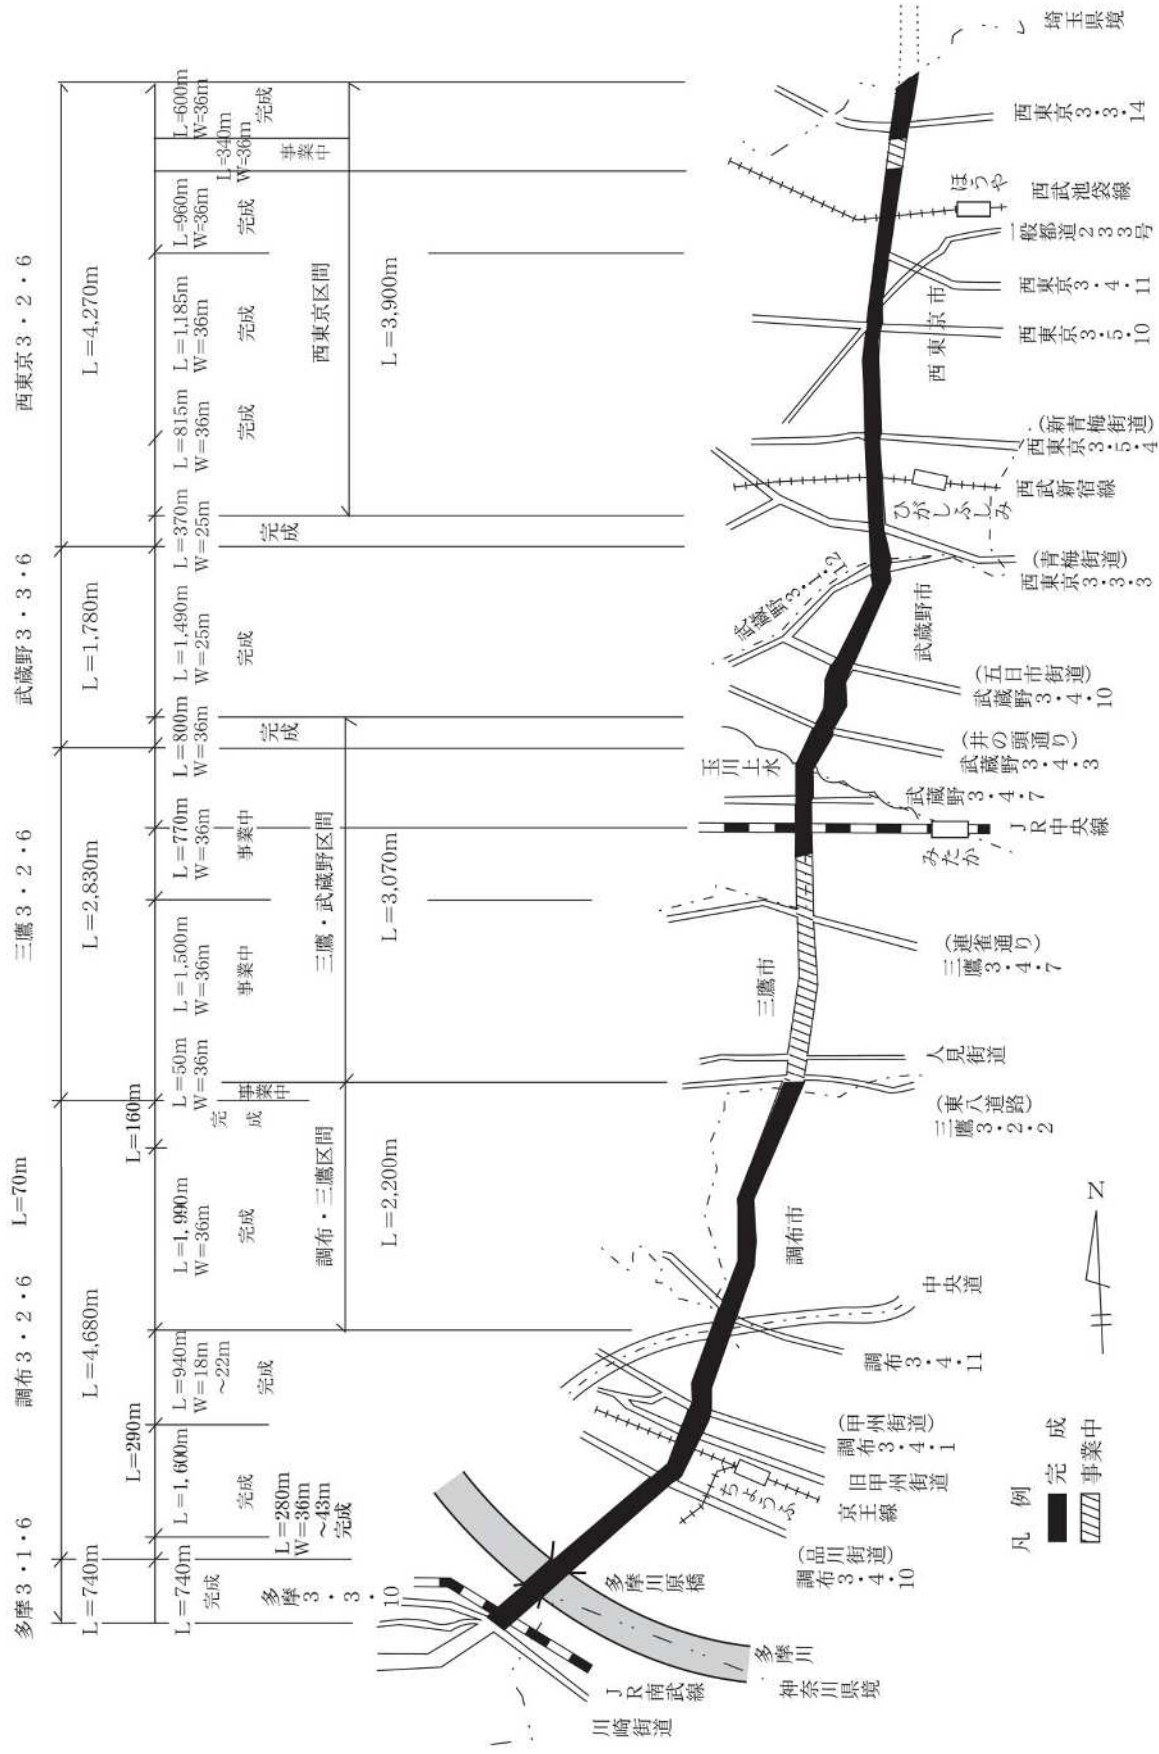 多摩3・1・6
調布3・2・6
L=70m
三鷹3・2・6
武蔵野3・3・6
西東京3・2・6
L=740m
L=4,680m
L=2,830m
L=1,780m
L=4,270m
L=290m
L=160m
L=740m
完成
L=1,600m
完成
L=280m
W=36m
~43m
完成
L=940m
W=18m
~22m
完成
L=1,990m
W=36m
完成
完成
L=50m
W=36m
事業中
L=1,500m
W=36m
事業中
L=770m
W=36m
事業中
L=800m
W=36m
完成
L=1,490m
W=25m
完成
L=370m
W=25m
完成
L=815m
W=36m
完成
L=1,185m
W=36m
完成
L=960m
W=36m
完成
L=340m
W=36m
事業中
L=600m
W=36m
完成
調布・三鷹区間
L=2,200m
三鷹・武蔵野区間
L=3,070m
西東京区間
L=3,900m
多摩3・3・10
川崎街道
JR南武線
多摩川原橋
多摩川
神奈川県境
(品川街道)
調布3・4・10
ちょうふ
京王線
旧甲州街道
(甲州街道)
調布3・4・1
調布3・4・11
中央道
調布市
(東八道路)
三鷹3・2・2
人見街道
三鷹市
(連雀通り)
三鷹3・4・7
みたか
JR中央線
武蔵野3・4・7
玉川上水
(井の頭通り)
武蔵野3・4・3
(五日市街道)
武蔵野3・4・10
武蔵野3・1・12
武蔵野市
(青梅街道)
西東京3・3・3
ひがしふしみ
西武新宿線
(新青梅街道)
西東京3・5・4
西東京市
西東京3・5・10
西東京3・4・11
一般都道233号
ほうや
西武池袋線
西東京3・3・14
埼玉県境
N
凡例
完成
事業中